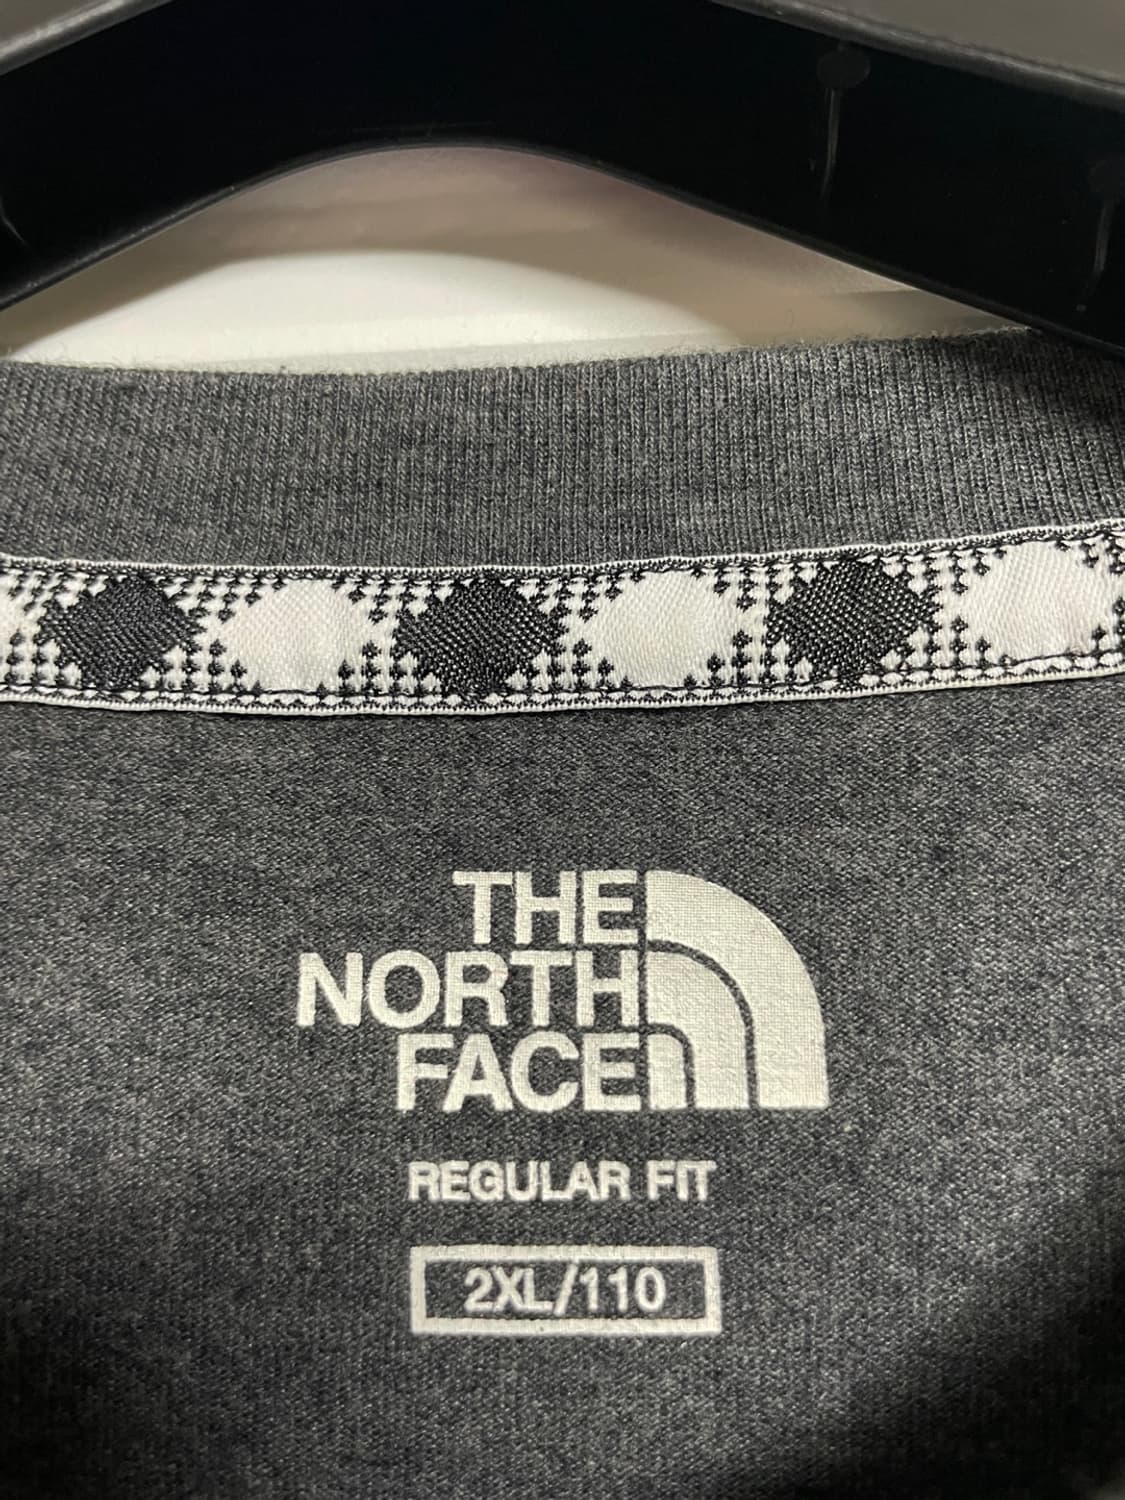 THE
NORTH
FACE
REGULAR FIT
2XL/110